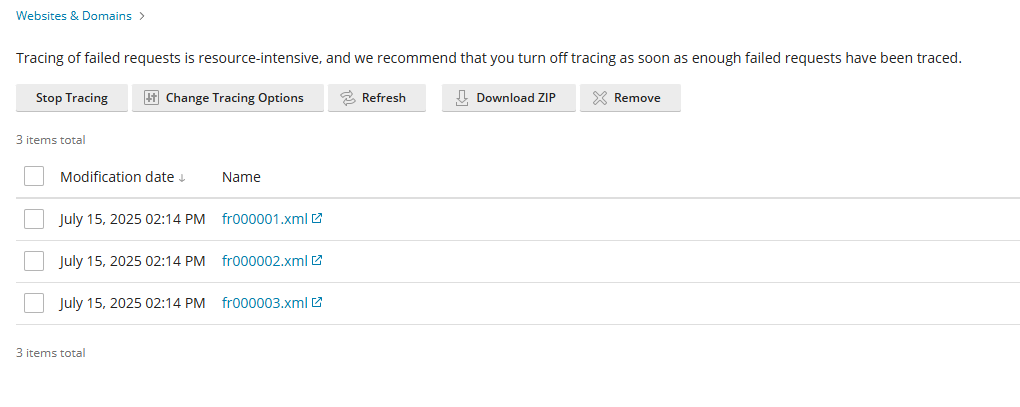 Websites & Domains >
Tracing of failed requests is resource-intensive, and we recommend that you turn off tracing as soon as enough failed requests have been traced.
Stop Tracing Change Tracing Options Refresh Download ZIP Remove
3 items total
Modification date ↓ Name
July 15, 2025 02:14 PM fr000001.xml
July 15, 2025 02:14 PM fr000002.xml
July 15, 2025 02:14 PM fr000003.xml
3 items total